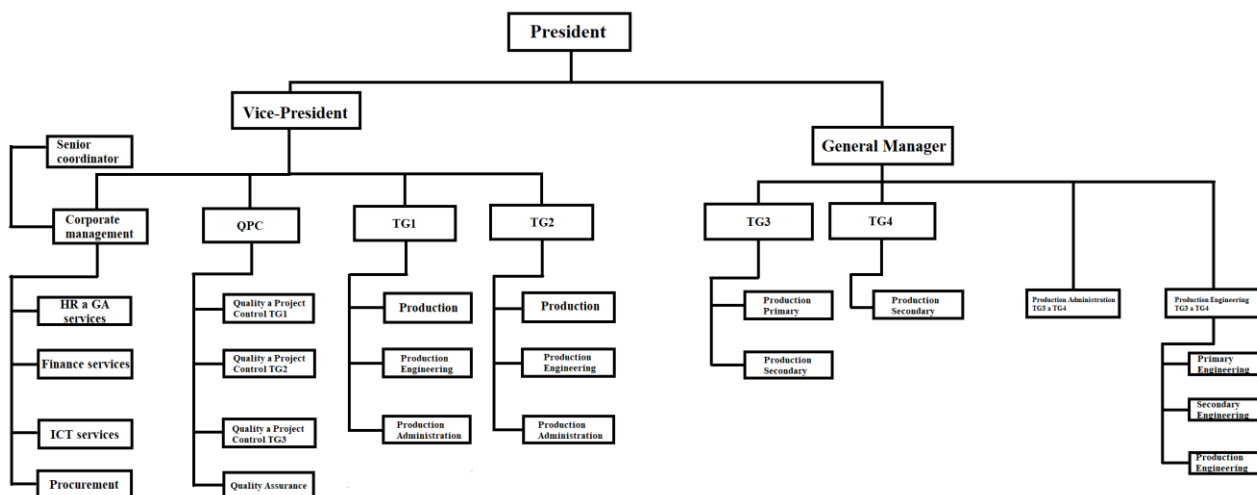 President
Vice-President
General Manager
Senior
coordinator
Corporate
management
QPC
TG1
TG2
TG3
TG4
HR a GA
services
Finance services
ICT services
Procurement
Quality a Project
Control TG1
Quality a Project
Control TG2
Quality a Project
Control TG3
Quality Assurance
Production
Production
Engineering
Production
Administration
Production
Production
Engineering
Production
Administration
Production
Primary
Production
Secondary
Production
Secondary
Production Administration
TG3 a TG4
Production Engineering
TG3 a TG4
Primary
Engineering
Secondary
Engineering
Production
Engineering